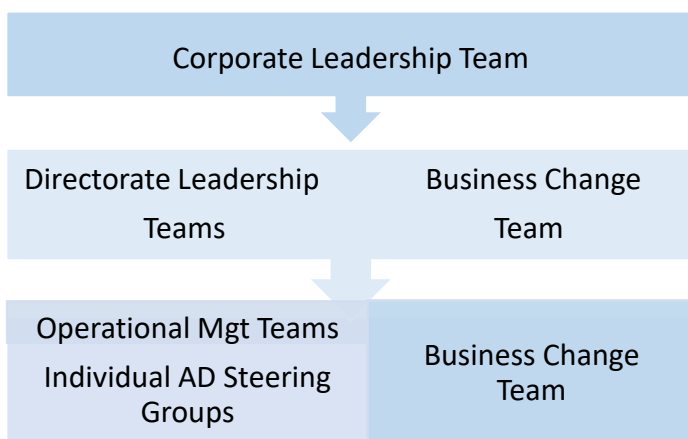 Corporate Leadership Team
Directorate Leadership
Teams
Business Change
Team
Operational Mgt Teams
Individual AD Steering
Groups
Business Change
Team